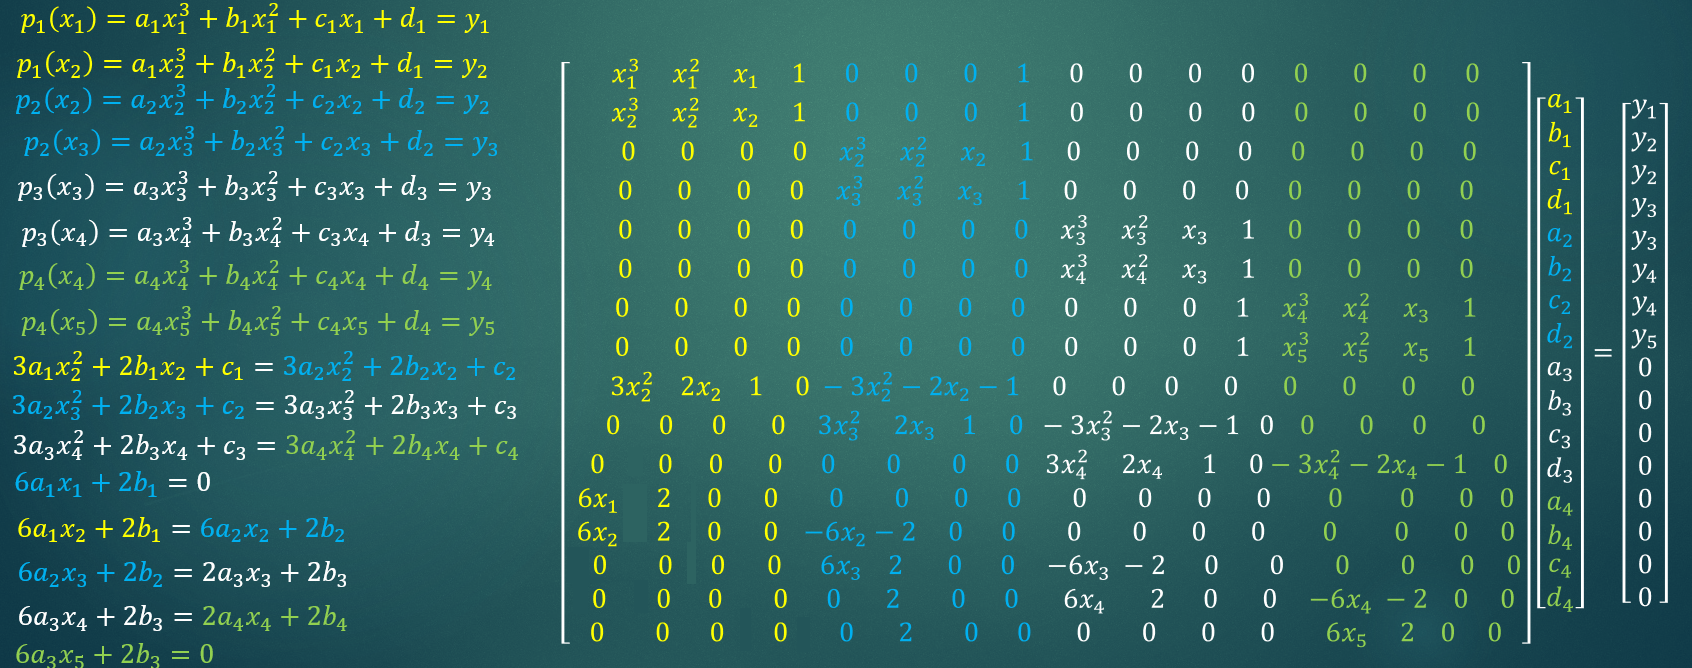 p₁(x₁) = a₁x₁³ + b₁x₁² + c₁x₁ + d₁ = y₁
p₁(x₂) = a₁x₂³ + b₁x₂² + c₁x₂ + d₁ = y₂
p₂(x₂) = a₂x₂³ + b₂x₂² + c₂x₂ + d₂ = y₂
p₂(x₃) = a₂x₃³ + b₂x₃² + c₂x₃ + d₂ = y₃
p₃(x₃) = a₃x₃³ + b₃x₃² + c₃x₃ + d₃ = y₃
p₃(x₄) = a₃x₄³ + b₃x₄² + c₃x₄ + d₃ = y₄
p₄(x₄) = a₄x₄³ + b₄x₄² + c₄x₄ + d₄ = y₄
p₄(x₅) = a₄x₅³ + b₄x₅² + c₄x₅ + d₄ = y₅
3a₁x₂² + 2b₁x₂ + c₁ = 3a₂x₂² + 2b₂x₂ + c₂
3a₂x₃² + 2b₂x₃ + c₂ = 3a₃x₃² + 2b₃x₃ + c₃
3a₃x₄² + 2b₃x₄ + c₃ = 3a₄x₄² + 2b₄x₄ + c₄
6a₁x₁ + 2b₁ = 0
6a₁x₂ + 2b₁ = 6a₂x₂ + 2b₂
6a₂x₃ + 2b₂ = 2a₃x₃ + 2b₃
6a₃x₄ + 2b₃ = 2a₄x₄ + 2b₄
6a₃x₅ + 2b₃ = 0
x₁³ x₁² x₁ 1 0 0 0 1 0 0 0 0 0 0 0 0
x₂³ x₂² x₂ 1 0 0 0 1 0 0 0 0 0 0 0 0
0 0 0 0 x₂³ x₂² x₂ 1 0 0 0 0 0 0 0 0
0 0 0 0 x₃³ x₃² x₃ 1 0 0 0 0 0 0 0 0
0 0 0 0 0 0 0 0 x₃³ x₃² x₃ 1 0 0 0 0
0 0 0 0 0 0 0 0 x₄³ x₄² x₃ 1 0 0 0 0
0 0 0 0 0 0 0 0 0 0 0 1 x₄³ x₄² x₃ 1
0 0 0 0 0 0 0 0 0 0 0 1 x₅³ x₅² x₅ 1
3x₂² 2x₂ 1 0 − 3x₂² − 2x₂ − 1 0 0 0 0 0 0 0 0
0 0 0 0 3x₃² 2x₃ 1 0 − 3x₃² − 2x₃ − 1 0 0 0 0 0
0 0 0 0 0 0 0 0 3x₄² 2x₄ 1 0 − 3x₄² − 2x₄ − 1 0
6x₁ 2 0 0 0 0 0 0 0 0 0 0 0 0 0 0
6x₂ 2 0 0 −6x₂ − 2 0 0 0 0 0 0 0 0 0 0
0 0 0 0 6x₃ 2 0 0 −6x₃ − 2 0 0 0 0 0 0
0 0 0 0 0 2 0 0 6x₄ 2 0 0 −6x₄ − 2 0 0
0 0 0 0 0 2 0 0 0 0 0 0 6x₅ 2 0 0
a₁
b₁
c₁
d₁
a₂
b₂
c₂
d₂
a₃
b₃
c₃
d₃
a₄
b₄
c₄
d₄
=
y₁
y₂
y₂
y₃
y₃
y₄
y₄
y₅
0
0
0
0
0
0
0
0